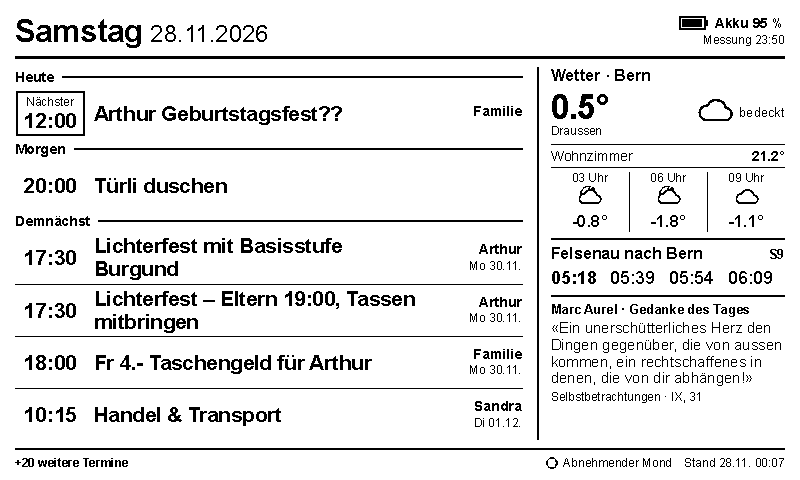 Samstag 28.11.2026
Akku 95 %
Messung 23:50
Heute
Nächster
12:00 Arthur Geburtstagsfest?? Familie
Morgen
20:00 Türli duschen
Demnächst
17:30 Lichterfest mit Basisstufe Burgund Arthur
Mo 30.11.
17:30 Lichterfest – Eltern 19:00, Tassen mitbringen Arthur
Mo 30.11.
18:00 Fr 4.- Taschengeld für Arthur Familie
Mo 30.11.
10:15 Handel & Transport Sandra
Di 01.12.
+20 weitere Termine
Wetter · Bern
0.5° bedeckt
Draussen
Wohnzimmer 21.2°
03 Uhr 06 Uhr 09 Uhr
-0.8° -1.8° -1.1°
Felsenau nach Bern S9
05:18 05:39 05:54 06:09
Marc Aurel · Gedanke des Tages
«Ein unerschütterliches Herz den
Dingen gegenüber, die von aussen
kommen, ein rechtschaffenes in
denen, die von dir abhängen!»
Selbstbetrachtungen · IX, 31
Abnehmender Mond Stand 28.11. 00:07